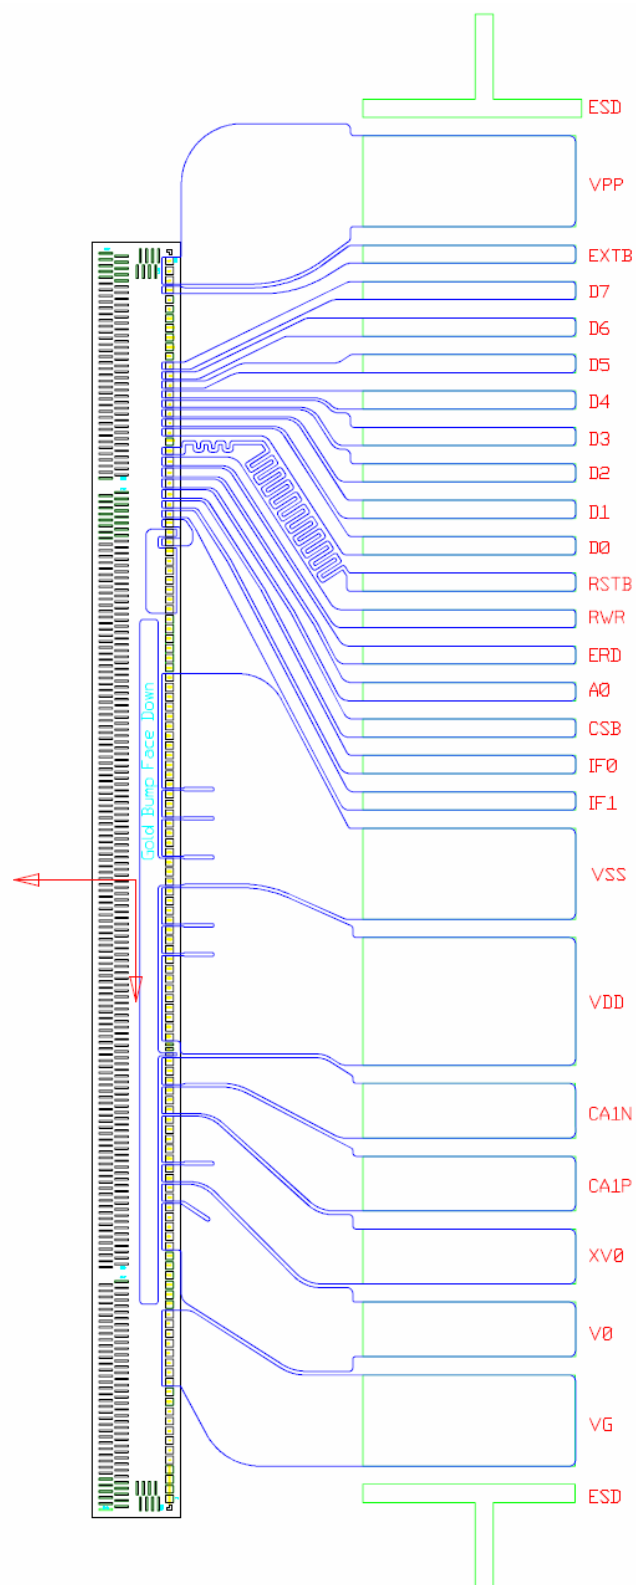 ESD
VPP
EXTB
D7
D6
D5
D4
D3
D2
D1
D0
RSTB
RWR
ERD
A0
CSB
IF0
IF1
Gold Bump Face Down
VSS
VDD
CA1N
CA1P
XV0
V0
VG
ESD